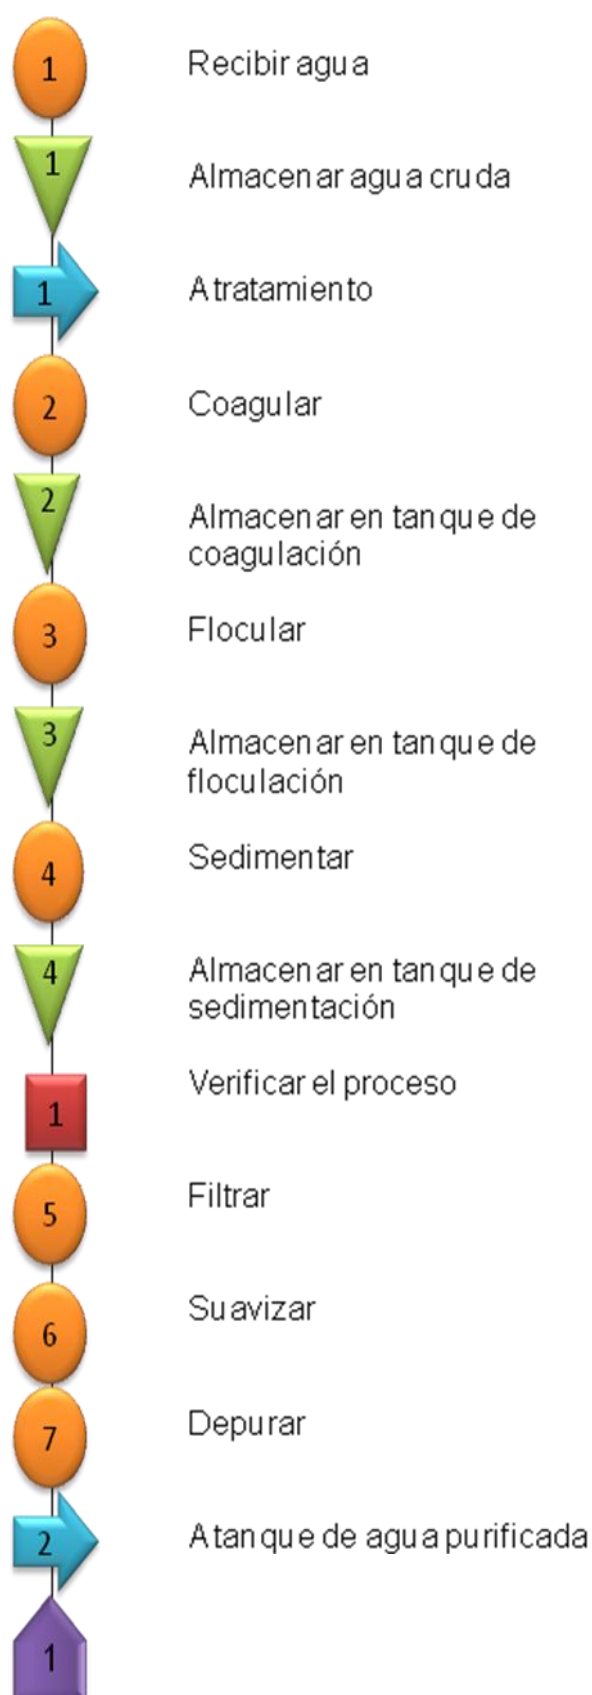 1 Recibir agua
1 Almacenar agua cruda
1 A tratamiento
2 Coagular
2 Almacenar en tanque de
coagulación
3 Flocular
3 Almacenar en tanque de
floculación
4 Sedimentar
4 Almacenar en tanque de
sedimentación
1 Verificar el proceso
5 Filtrar
6 Suavizar
7 Depurar
2 A tanque de agua purificada
1